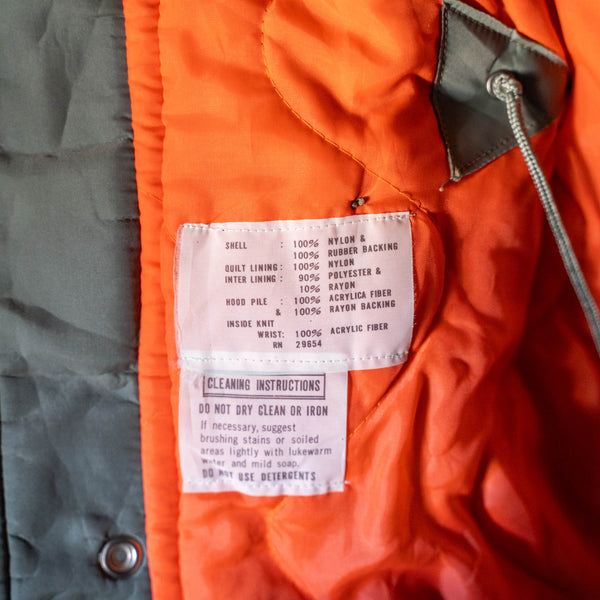 SHELL : 100% NYLON &
100% RUBBER BACKING
QUILT LINING : 100% NYLON
INTER LINING : 90% POLYESTER &
10% RAYON
HOOD PILE : 100% ACRYLICA FIBER
& 100% RAYON BACKING
INSIDE KNIT
WRIST: 100% ACRYLIC FIBER
RN 29654
CLEANING INSTRUCTIONS
DO NOT DRY CLEAN OR IRON
If necessary, suggest
brushing stains or soiled
areas lightly with lukewarm
water and mild soap.
DO NOT USE DETERGENTS